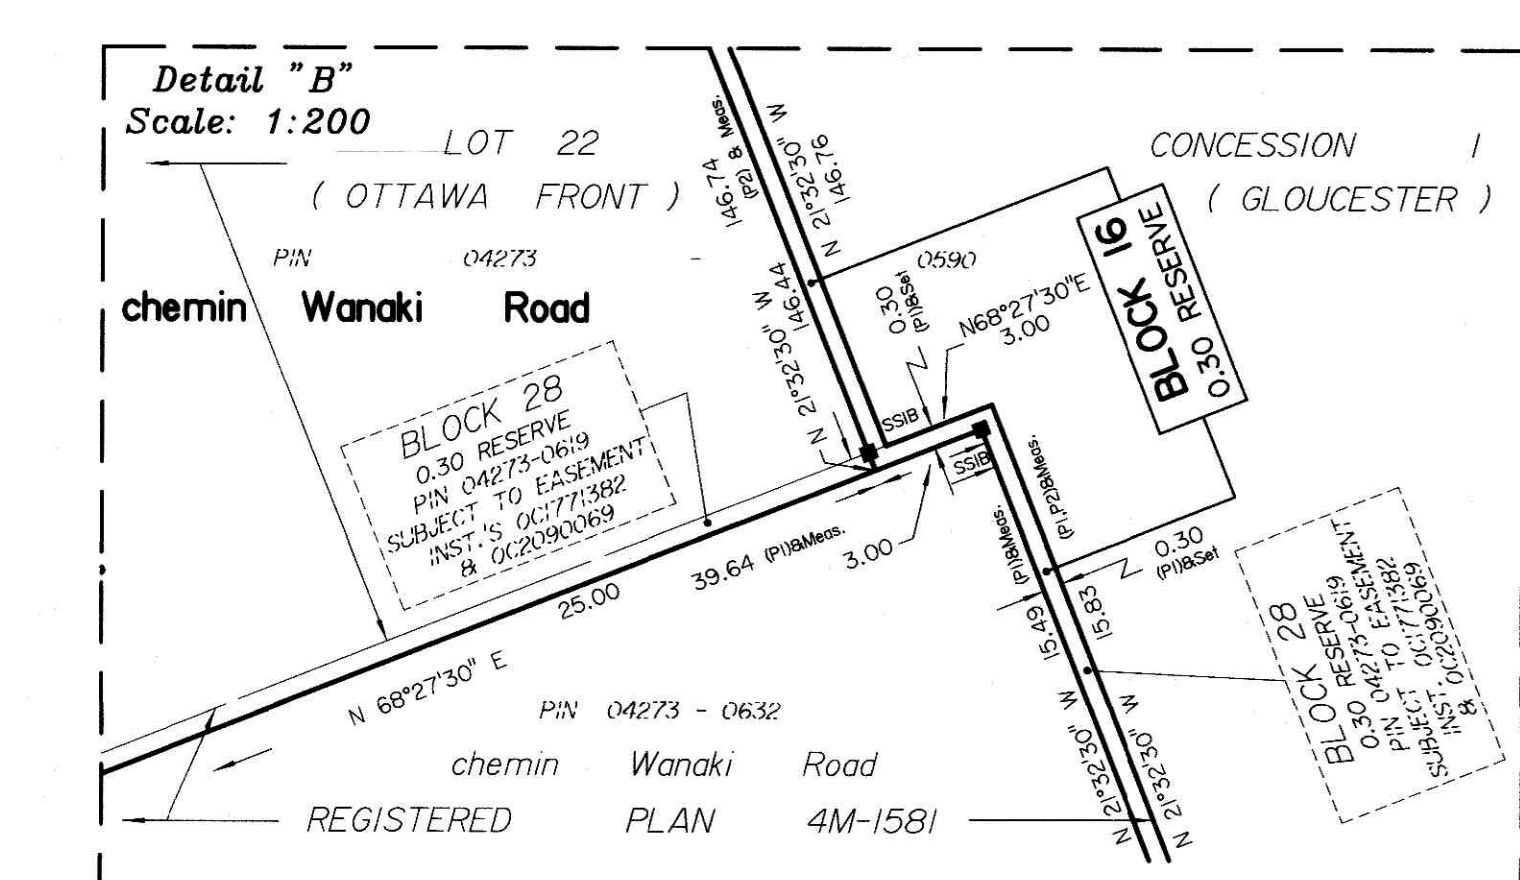 Detail "B"
Scale: 1:200
LOT 22
( OTTAWA FRONT )
CONCESSION I
( GLOUCESTER )
PIN 04273 - 0590
chemin Wanaki Road
146.74
(P2) & Meas.
N 21°32'30" W
146.76
N 21°32'30" W
146.44
0.30
(P1)&Set
N68°27'30"E
3.00
BLOCK 16
0.30 RESERVE
BLOCK 28
0.30 RESERVE
PIN 04273-0619
SUBJECT TO EASEMENT
INST.'S OC1771382
& OC2090069
SSIB
SSIB
(P1)&Meas.
(P1,P2)&Meas.
25.00
39.64 (P1)&Meas.
3.00
0.30
(P1)&Set
15.49
15.83
N 68°27'30" E
N 21°32'30" W
N 21°32'30" W
BLOCK 28
0.30 RESERVE
PIN 04273-0619
SUBJECT TO EASEMENT
INST. OC1771382
& OC2090069
PIN 04273 - 0632
chemin Wanaki Road
REGISTERED PLAN 4M-1581